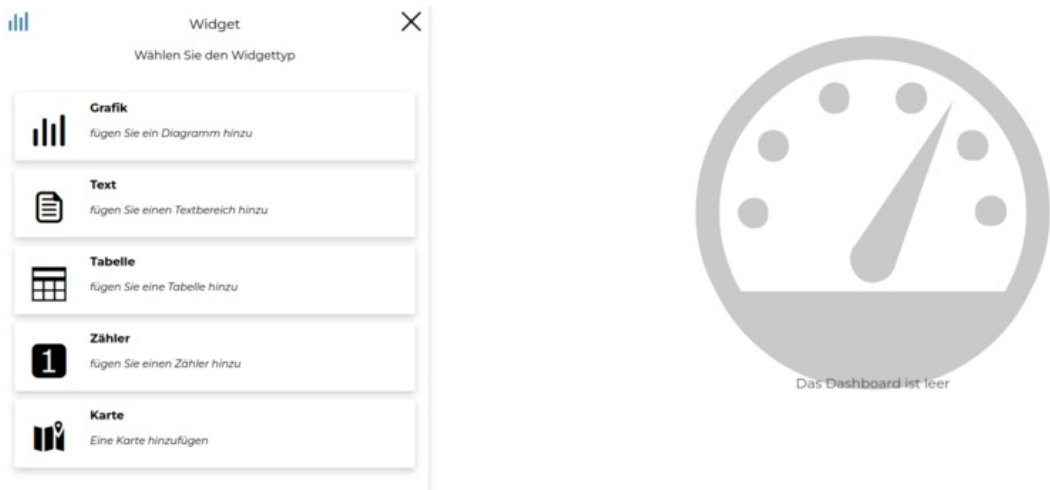 Widget
Wählen Sie den Widgettyp
Grafik
fügen Sie ein Diagramm hinzu
Text
fügen Sie einen Textbereich hinzu
Tabelle
fügen Sie eine Tabelle hinzu
1
Zähler
fügen Sie einen Zähler hinzu
Karte
Eine Karte hinzufügen
Das Dashboard ist leer